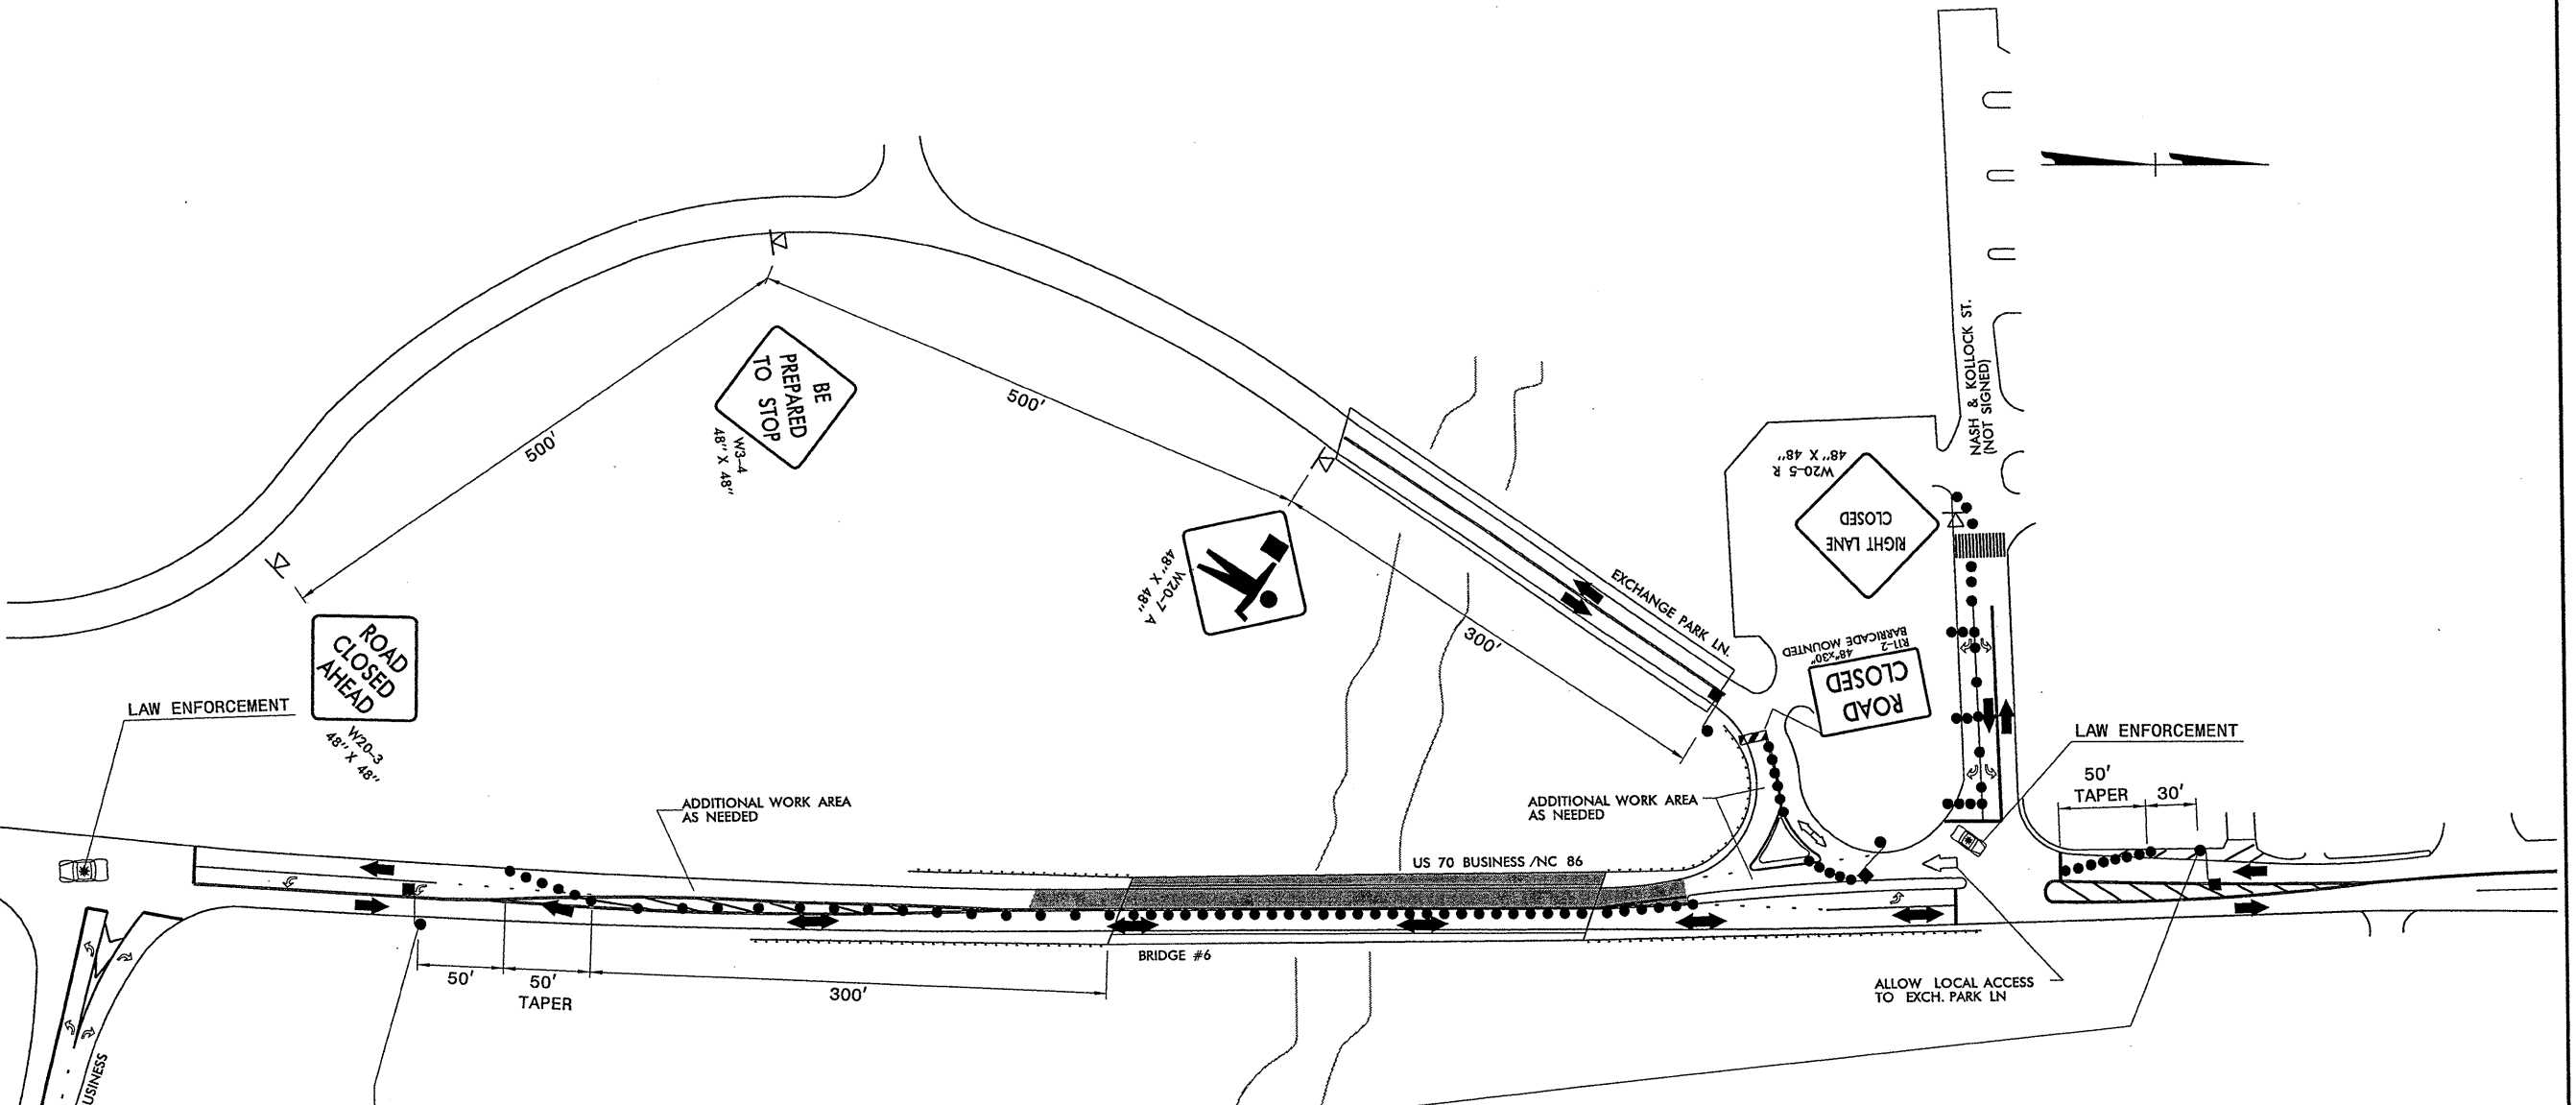 NASH & KOLLOCK ST.
(NOT SIGNED)
BE
PREPARED
TO STOP
W3-4
48" X 48"
500'
500'
W20-5 R
48" X 48"
RIGHT LANE
CLOSED
W20-7 A
48" X 48"
EXCHANGE PARK LN.
300'
ROAD
CLOSED
R11-2
48"x30"
BARRICADE MOUNTED
ROAD
CLOSED
AHEAD
W20-3
48" X 48"
LAW ENFORCEMENT
LAW ENFORCEMENT
50'
TAPER
30'
ADDITIONAL WORK AREA
AS NEEDED
ADDITIONAL WORK AREA
AS NEEDED
US 70 BUSINESS /NC 86
BRIDGE #6
50'
50'
TAPER
300'
ALLOW LOCAL ACCESS
TO EXCH. PARK LN
USINESS